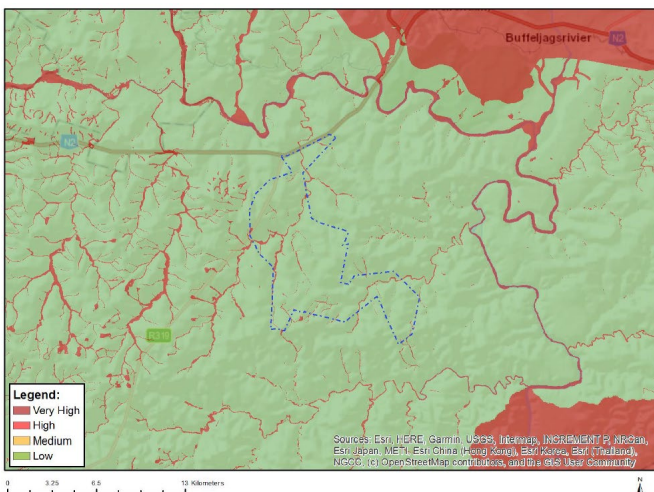 Buffeljagsrivier
N2
N2
R319
Legend:
Very High
High
Medium
Low
Sources: Esri, HERE, Garmin, USGS, Intermap, INCREMENT P, NRCan,
Esri Japan, METI, Esri China (Hong Kong), Esri Korea, Esri (Thailand),
NGCC, (c) OpenStreetMap contributors, and the GIS User Community
0 3.25 6.5 13 Kilometers
N